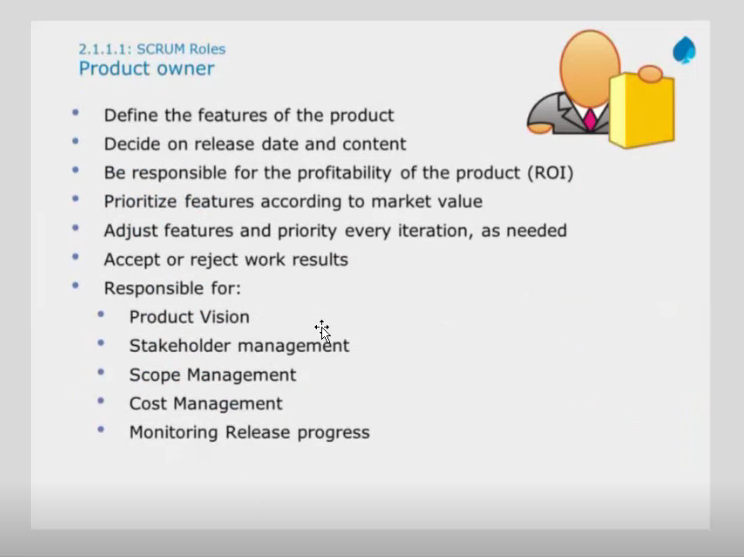 2.1.1.1: SCRUM Roles
Product owner
• Define the features of the product
• Decide on release date and content
• Be responsible for the profitability of the product (ROI)
• Prioritize features according to market value
• Adjust features and priority every iteration, as needed
• Accept or reject work results
• Responsible for:
• Product Vision
• Stakeholder management
• Scope Management
• Cost Management
• Monitoring Release progress